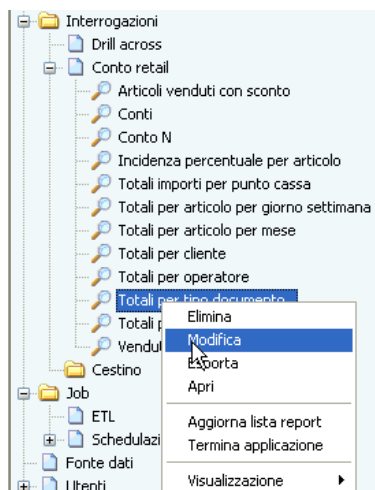 Interrogazioni
Drill across
Conto retail
Articoli venduti con sconto
Conti
Conto N
Incidenza percentuale per articolo
Totali importi per punto cassa
Totali per articolo per giorno settimana
Totali per articolo per mese
Totali per cliente
Totali per operatore
Totali per tipo documento
Totali
Elimina
Modifica
Esporta
Apri
Aggiorna lista report
Termina applicazione
Visualizzazione
Cestino
Job
ETL
Fonte dati
Utenti